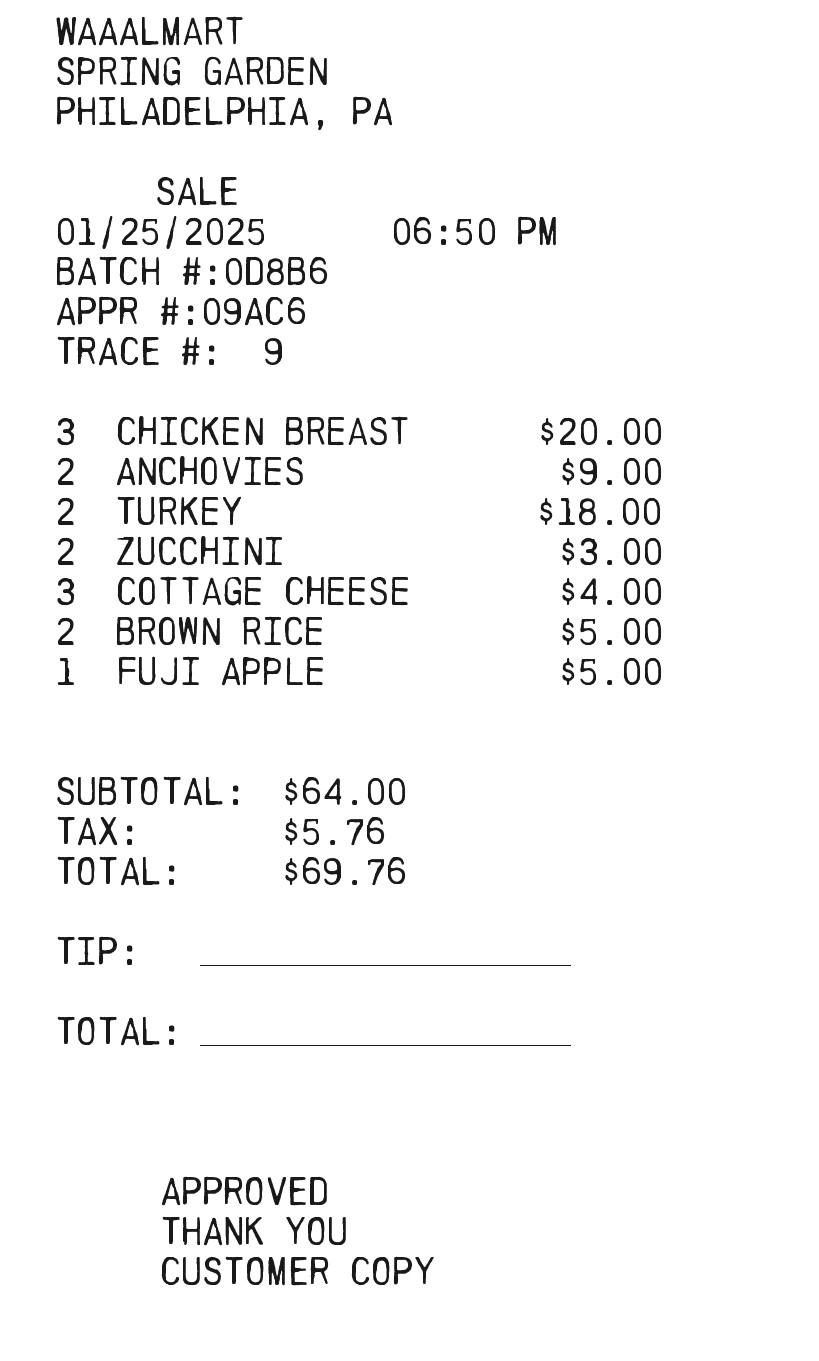 WAAALMART
SPRING GARDEN
PHILADELPHIA, PA
SALE
01/25/2025 06:50 PM
BATCH #:0D8B6
APPR #:09AC6
TRACE #: 9
3 CHICKEN BREAST $20.00
2 ANCHOVIES $9.00
2 TURKEY $18.00
2 ZUCCHINI $3.00
3 COTTAGE CHEESE $4.00
2 BROWN RICE $5.00
1 FUJI APPLE $5.00
SUBTOTAL: $64.00
TAX: $5.76
TOTAL: $69.76
TIP:
TOTAL:
APPROVED
THANK YOU
CUSTOMER COPY